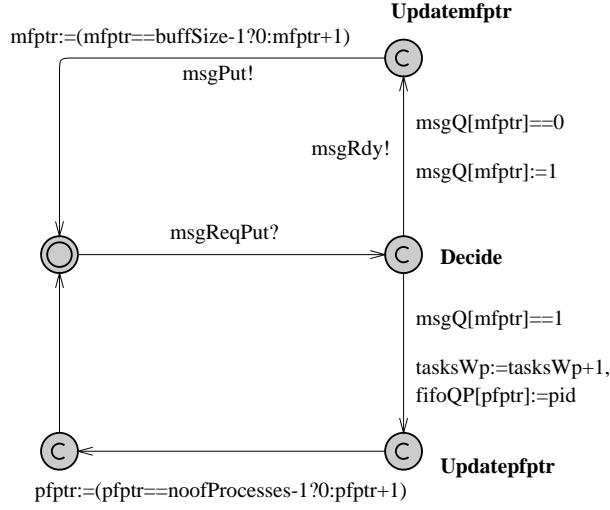 Updatemfptr
mfptr:=(mfptr==buffSize-1?0:mfptr+1)
C
msgPut!
msgQ[mfptr]==0
msgRdy!
msgQ[mfptr]:=1
msgReqPut?
C
Decide
msgQ[mfptr]==1
tasksWp:=tasksWp+1,
fifoQP[pfptr]:=pid
C
C
Updatepfptr
pfptr:=(pfptr==noofProcesses-1?0:pfptr+1)